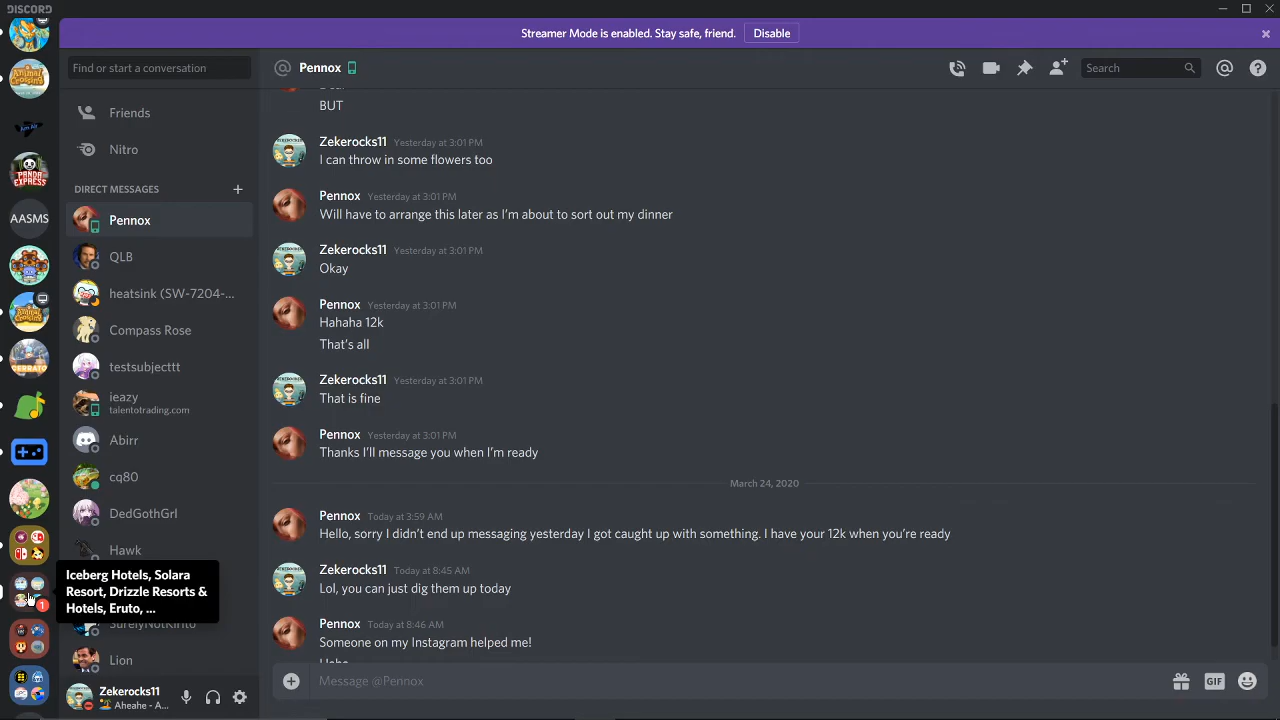 DISCORD
Streamer Mode is enabled. Stay safe, friend.
Disable
Find or start a conversation
Pennox
Search
Friends
Nitro
DIRECT MESSAGES
Pennox
QLB
heatsink (SW-7204-...
Compass Rose
testsubjecttt
ieazy
talentotrading.com
Abirr
cq80
DedGothGrl
Hawk
SurelyNotKirito
Lion
PANDA EXPRESS
AASMS
CERRATO
Iceberg Hotels, Solara
Resort, Drizzle Resorts &
Hotels, Eruto, ...
1
Zekerocks11
Aheahe - A...
BUT
Zekerocks11 Yesterday at 3:01 PM
I can throw in some flowers too
Pennox Yesterday at 3:01 PM
Will have to arrange this later as I'm about to sort out my dinner
Zekerocks11 Yesterday at 3:01 PM
Okay
Pennox Yesterday at 3:01 PM
Hahaha 12k
That's all
Zekerocks11 Yesterday at 3:01 PM
That is fine
Pennox Yesterday at 3:01 PM
Thanks I'll message you when I'm ready
March 24, 2020
Pennox Today at 3:59 AM
Hello, sorry I didn't end up messaging yesterday I got caught up with something. I have your 12k when you're ready
Zekerocks11 Today at 8:45 AM
Lol, you can just dig them up today
Pennox Today at 8:46 AM
Someone on my Instagram helped me!
Message @Pennox
GIF